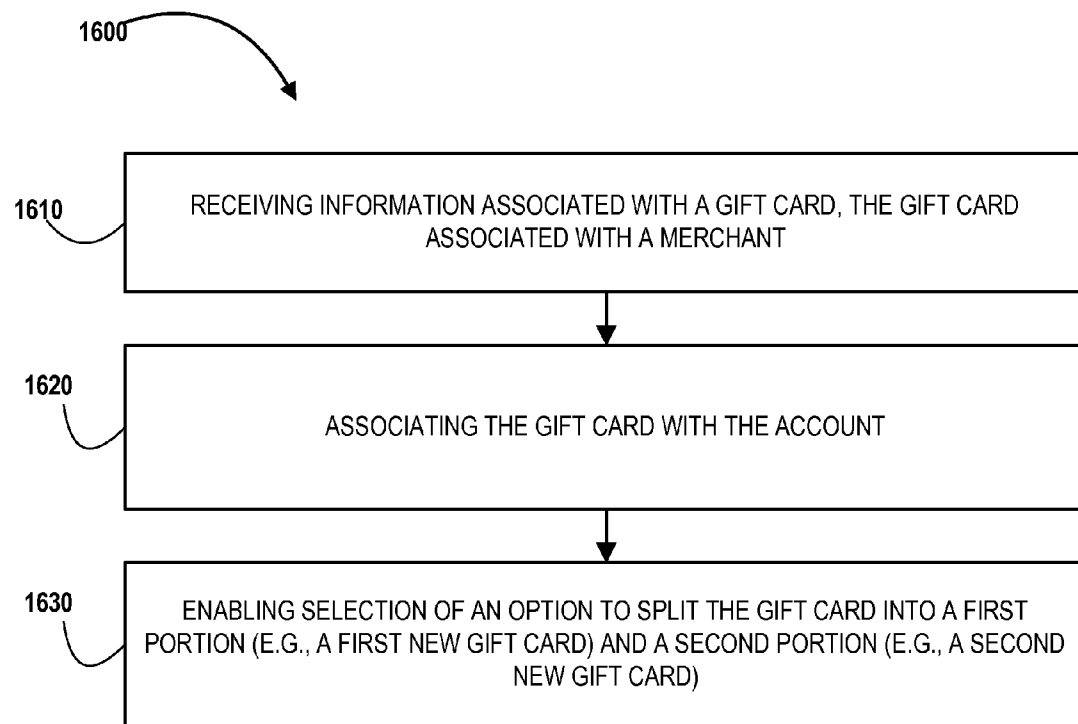 1600
1610
RECEIVING INFORMATION ASSOCIATED WITH A GIFT CARD, THE GIFT CARD
ASSOCIATED WITH A MERCHANT
1620
ASSOCIATING THE GIFT CARD WITH THE ACCOUNT
1630
ENABLING SELECTION OF AN OPTION TO SPLIT THE GIFT CARD INTO A FIRST
PORTION (E.G., A FIRST NEW GIFT CARD) AND A SECOND PORTION (E.G., A SECOND
NEW GIFT CARD)